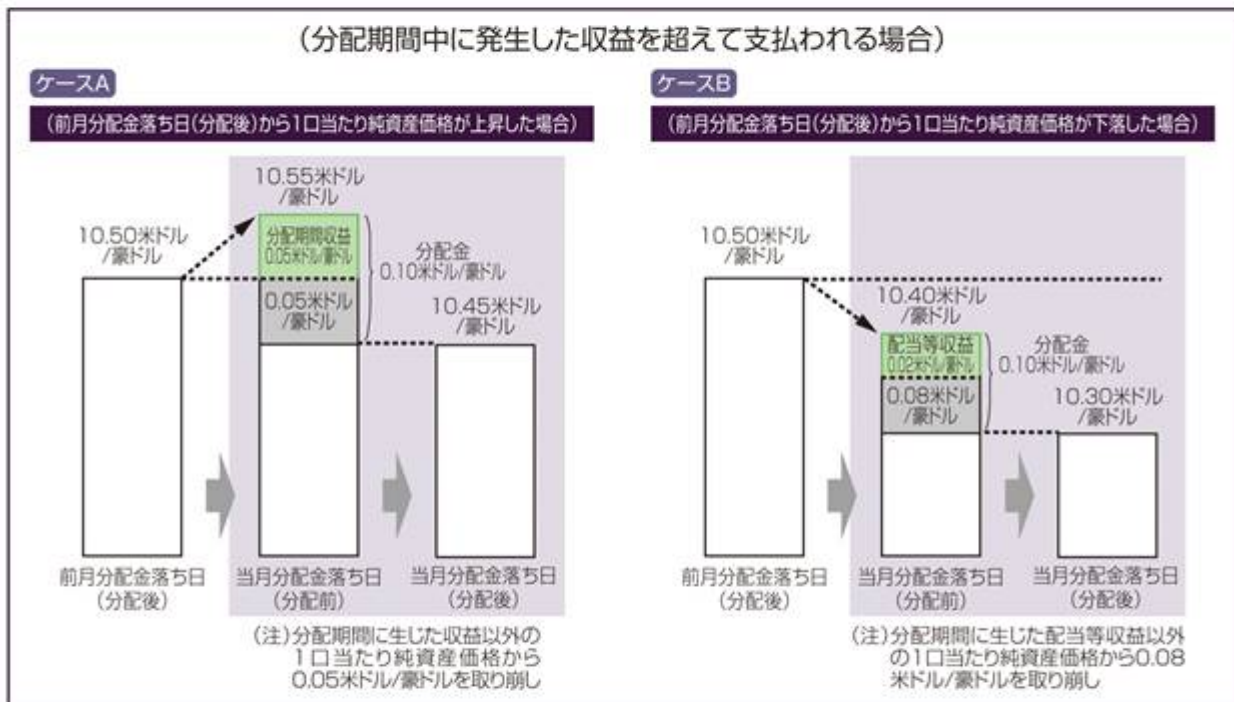 （分配期間中に発生した収益を超えて支払われる場合）
ケースA
（前月分配金落ち日（分配後）から1口当たり純資産価格が上昇した場合）
10.50米ドル
/豪ドル
10.55米ドル
/豪ドル
分配期間収益
0.05米ドル/豪ドル
0.05米ドル
/豪ドル
分配金
0.10米ドル/豪ドル
10.45米ドル
/豪ドル
前月分配金落ち日
（分配後）
当月分配金落ち日
（分配前）
当月分配金落ち日
（分配後）
（注）分配期間に生じた収益以外の
1口当たり純資産価格から
0.05米ドル/豪ドルを取り崩し
ケースB
（前月分配金落ち日（分配後）から1口当たり純資産価格が下落した場合）
10.50米ドル
/豪ドル
10.40米ドル
/豪ドル
配当等収益
0.02米ドル/豪ドル
0.08米ドル
/豪ドル
分配金
0.10米ドル/豪ドル
10.30米ドル
/豪ドル
前月分配金落ち日
（分配後）
当月分配金落ち日
（分配前）
当月分配金落ち日
（分配後）
（注）分配期間に生じた配当等収益以外
の1口当たり純資産価格から0.08
米ドル/豪ドルを取り崩し